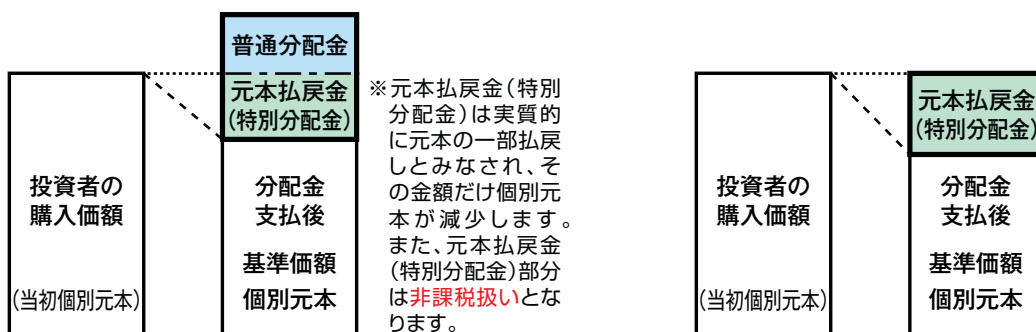 普通分配金
元本払戻金
(特別分配金)
投資者の
購入価額
(当初個別元本)
分配金
支払後
基準価額
個別元本
※元本払戻金(特別
分配金)は実質的
に元本の一部払戻
しとみなされ、そ
の金額だけ個別元
本が減少します。
また、元本払戻金
(特別分配金)部分
は非課税扱いとな
ります。
投資者の
購入価額
(当初個別元本)
元本払戻金
(特別分配金)
分配金
支払後
基準価額
個別元本